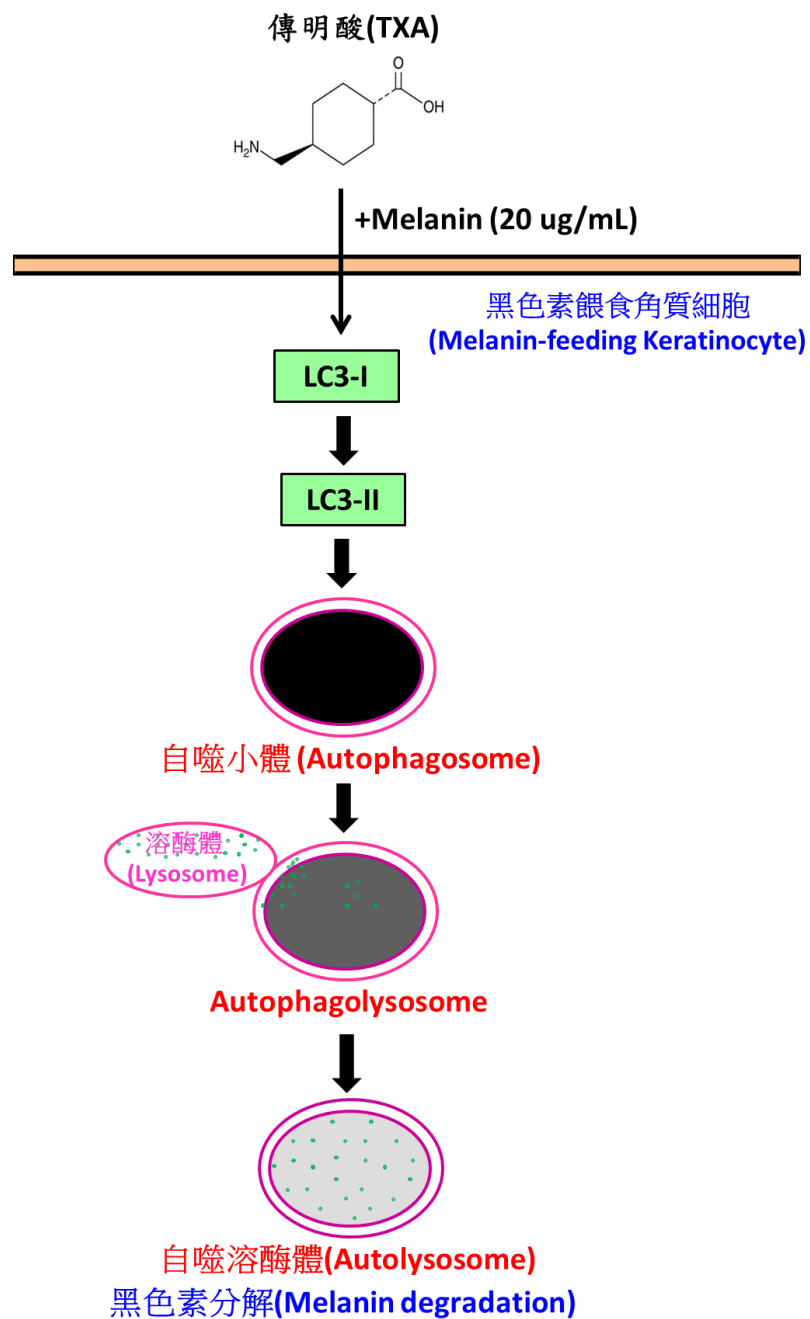 傳明酸(TXA)
O
OH
H₂N
+Melanin (20 ug/mL)
黑色素餵食角質細胞
(Melanin-feeding Keratinocyte)
LC3-I
LC3-II
自噬小體(Autophagosome)
溶酶體
(Lysosome)
Autophagolysosome
自噬溶酶體(Autolysosome)
黑色素分解(Melanin degradation)